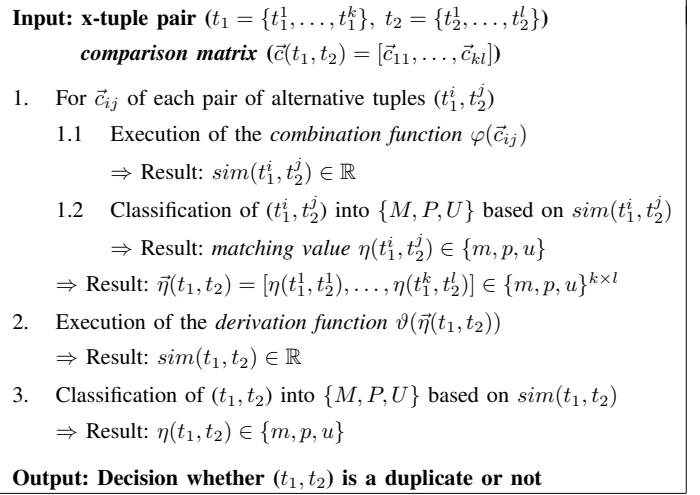 Input: x-tuple pair (t₁ = {t₁¹, . . . , t₁ᵏ}, t₂ = {t₂¹, . . . , t₂ˡ})
comparison matrix (c⃗(t₁, t₂) = [c⃗₁₁, . . . , c⃗ₖₗ])
1. For c⃗ᵢⱼ of each pair of alternative tuples (t₁ⁱ, t₂ʲ)
1.1 Execution of the combination function φ(c⃗ᵢⱼ)
⇒ Result: sim(t₁ⁱ, t₂ʲ) ∈ ℝ
1.2 Classification of (t₁ⁱ, t₂ʲ) into {M, P, U} based on sim(t₁ⁱ, t₂ʲ)
⇒ Result: matching value η(t₁ⁱ, t₂ʲ) ∈ {m, p, u}
⇒ Result: η⃗(t₁, t₂) = [η(t₁¹, t₂¹), . . . , η(t₁ᵏ, t₂ˡ)] ∈ {m, p, u}ᵏˣˡ
2. Execution of the derivation function ϑ(η⃗(t₁, t₂))
⇒ Result: sim(t₁, t₂) ∈ ℝ
3. Classification of (t₁, t₂) into {M, P, U} based on sim(t₁, t₂)
⇒ Result: η(t₁, t₂) ∈ {m, p, u}
Output: Decision whether (t₁, t₂) is a duplicate or not